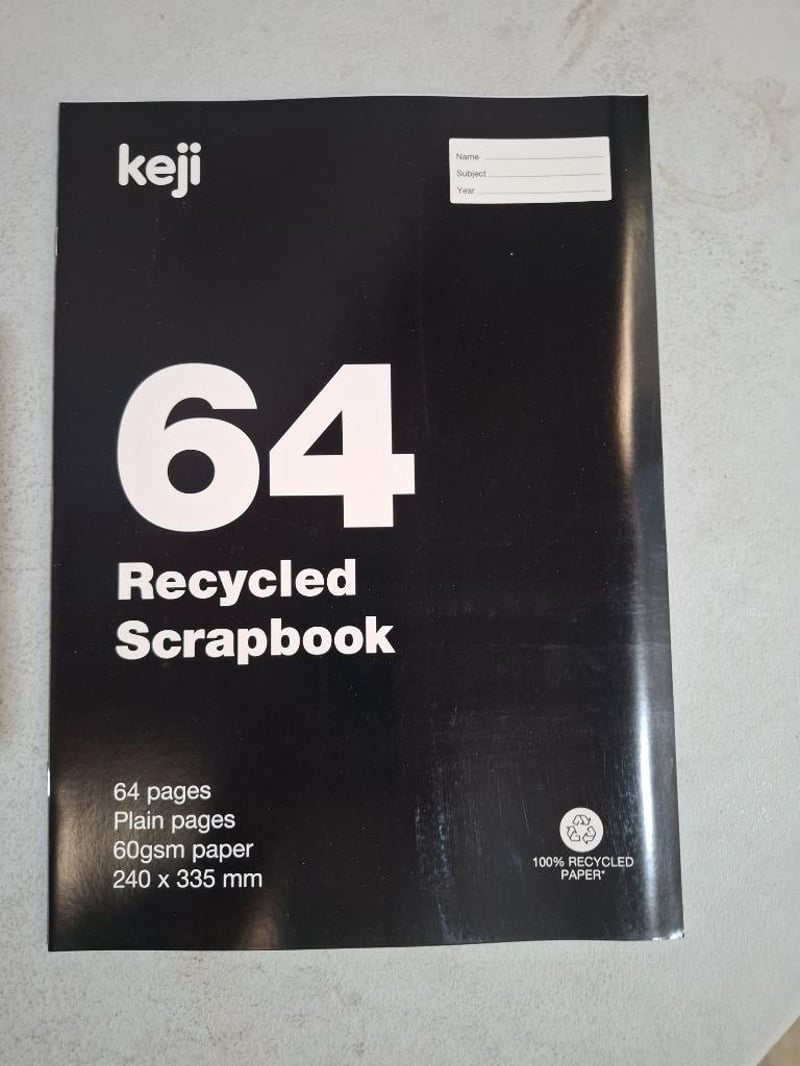 keji
Name
Subject
Year
64
Recycled
Scrapbook
64 pages
Plain pages
60gsm paper
240 x 335 mm
100% RECYCLED
PAPER*